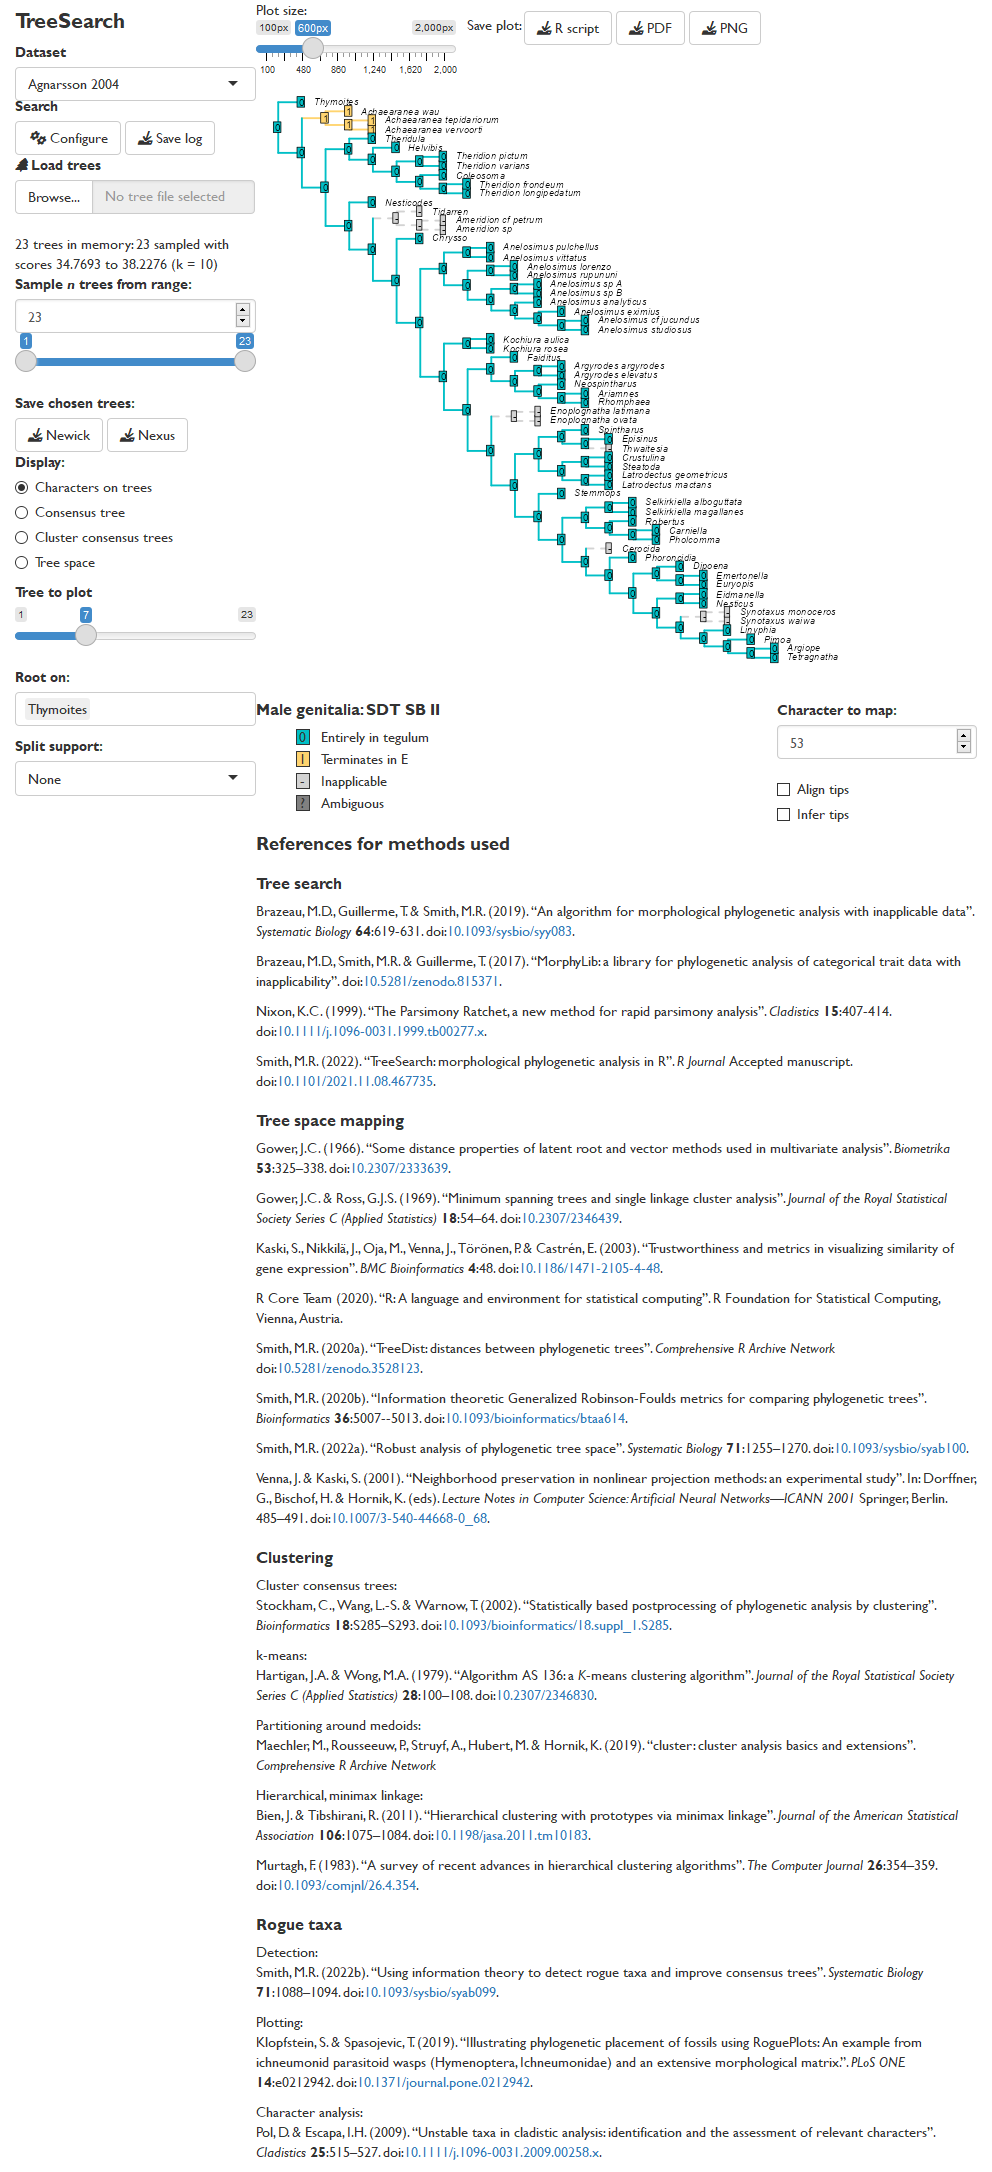 TreeSearch
Dataset
Agnarsson 2004
Search
Configure
Save log
Load trees
Browse...
No tree file selected
23 trees in memory: 23 sampled with
scores 34.7693 to 38.2276 (k = 10)
Sample n trees from range:
23
1
23
Save chosen trees:
Newick
Nexus
Display:
Characters on trees
Consensus tree
Cluster consensus trees
Tree space
Tree to plot
1
7
23
Root on:
Thymoites
Split support:
None
Plot size:
100px
600px
2,000px
100 480 860 1,240 1,620 2,000
Save plot:
R script
PDF
PNG
Thymoites
Achaearanea wau
Achaearanea tepidariorum
Achaearanea vervoorti
Theridula
Helvibis
Theridion pictum
Theridion varians
Coleosoma
Theridion frondeum
Theridion longipedatum
Nesticodes
Tidarren
Ameridion cf petrum
Ameridion sp
Chrysso
Anelosimus pulchellus
Anelosimus vittatus
Anelosimus lorenzo
Anelosimus rupununi
Anelosimus sp A
Anelosimus sp B
Anelosimus analyticus
Anelosimus eximius
Anelosimus cf jucundus
Anelosimus studiosus
Kochiura aulica
Kochiura rosea
Faiditus
Argyrodes argyrodes
Argyrodes elevatus
Neospintharus
Ariamnes
Rhomphaea
Enoplognatha latimana
Enoplognatha ovata
Spintharus
Episinus
Thwaitesia
Crustulina
Steatoda
Latrodectus geometricus
Latrodectus mactans
Stemmops
Selkirkiella alboguttata
Selkirkiella magallanes
Robertus
Carniella
Pholcomma
Cerocida
Phoroncidia
Dipoena
Emertonella
Euryopis
Eidmanella
Nesticus
Synotaxus monoceros
Synotaxus waiwa
Linyphia
Pimoa
Argiope
Tetragnatha
Male genitalia: SDT SB II
0 Entirely in tegulum
1 Terminates in E
- Inapplicable
? Ambiguous
Character to map:
53
Align tips
Infer tips
References for methods used
Tree search
Brazeau, M.D., Guillerme, T. & Smith, M.R. (2019). “An algorithm for morphological phylogenetic analysis with inapplicable data”.
Systematic Biology 64:619-631. doi:10.1093/sysbio/syy083.
Brazeau, M.D., Smith, M.R. & Guillerme, T. (2017). “MorphyLib: a library for phylogenetic analysis of categorical trait data with
inapplicability”. doi:10.5281/zenodo.815371.
Nixon, K.C. (1999). “The Parsimony Ratchet, a new method for rapid parsimony analysis”. Cladistics 15:407-414.
doi:10.1111/j.1096-0031.1999.tb00277.x.
Smith, M.R. (2022). “TreeSearch: morphological phylogenetic analysis in R”. R Journal Accepted manuscript.
doi:10.1101/2021.11.08.467735.
Tree space mapping
Gower, J.C. (1966). “Some distance properties of latent root and vector methods used in multivariate analysis”. Biometrika
53:325–338. doi:10.2307/2333639.
Gower, J.C. & Ross, G.J.S. (1969). “Minimum spanning trees and single linkage cluster analysis”. Journal of the Royal Statistical
Society Series C (Applied Statistics) 18:54–64. doi:10.2307/2346439.
Kaski, S., Nikkilä, J., Oja, M., Venna, J., Törönen, P. & Castrén, E. (2003). “Trustworthiness and metrics in visualizing similarity of
gene expression”. BMC Bioinformatics 4:48. doi:10.1186/1471-2105-4-48.
R Core Team (2020). “R: A language and environment for statistical computing”. R Foundation for Statistical Computing,
Vienna, Austria.
Smith, M.R. (2020a). “TreeDist: distances between phylogenetic trees”. Comprehensive R Archive Network
doi:10.5281/zenodo.3528123.
Smith, M.R. (2020b). “Information theoretic Generalized Robinson-Foulds metrics for comparing phylogenetic trees”.
Bioinformatics 36:5007--5013. doi:10.1093/bioinformatics/btaa614.
Smith, M.R. (2022a). “Robust analysis of phylogenetic tree space”. Systematic Biology 71:1255–1270. doi:10.1093/sysbio/syab100.
Venna, J. & Kaski, S. (2001). “Neighborhood preservation in nonlinear projection methods: an experimental study”. In: Dorffner,
G., Bischof, H. & Hornik, K. (eds). Lecture Notes in Computer Science: Artificial Neural Networks—ICANN 2001 Springer, Berlin.
485–491. doi:10.1007/3-540-44668-0_68.
Clustering
Cluster consensus trees:
Stockham, C., Wang, L.-S. & Warnow, T. (2002). “Statistically based postprocessing of phylogenetic analysis by clustering”.
Bioinformatics 18:S285–S293. doi:10.1093/bioinformatics/18.suppl_1.S285.
k-means:
Hartigan, J.A. & Wong, M.A. (1979). “Algorithm AS 136: a K-means clustering algorithm”. Journal of the Royal Statistical Society
Series C (Applied Statistics) 28:100–108. doi:10.2307/2346830.
Partitioning around medoids:
Maechler, M., Rousseeuw, P., Struyf, A., Hubert, M. & Hornik, K. (2019). “cluster: cluster analysis basics and extensions”.
Comprehensive R Archive Network
Hierarchical, minimax linkage:
Bien, J. & Tibshirani, R. (2011). “Hierarchical clustering with prototypes via minimax linkage”. Journal of the American Statistical
Association 106:1075–1084. doi:10.1198/jasa.2011.tm10183.
Murtagh, F. (1983). “A survey of recent advances in hierarchical clustering algorithms”. The Computer Journal 26:354–359.
doi:10.1093/comjnl/26.4.354.
Rogue taxa
Detection:
Smith, M.R. (2022b). “Using information theory to detect rogue taxa and improve consensus trees”. Systematic Biology
71:1088–1094. doi:10.1093/sysbio/syab099.
Plotting:
Klopfstein, S. & Spasojevic, T. (2019). “Illustrating phylogenetic placement of fossils using RoguePlots: An example from
ichneumonid parasitoid wasps (Hymenoptera, Ichneumonidae) and an extensive morphological matrix.”. PLoS ONE
14:e0212942. doi:10.1371/journal.pone.0212942.
Character analysis:
Pol, D. & Escapa, I.H. (2009). “Unstable taxa in cladistic analysis: identification and the assessment of relevant characters”.
Cladistics 25:515–527. doi:10.1111/j.1096-0031.2009.00258.x.